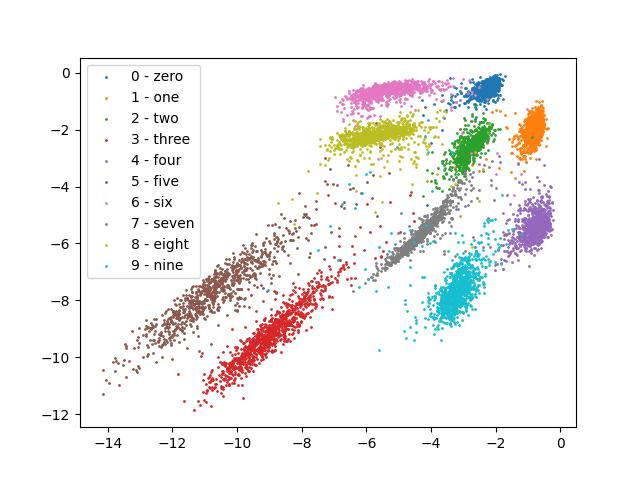 0 - zero
1 - one
2 - two
3 - three
4 - four
5 - five
6 - six
7 - seven
8 - eight
9 - nine
0
−2
−4
−6
−8
−10
−12
−14 −12 −10 −8 −6 −4 −2 0